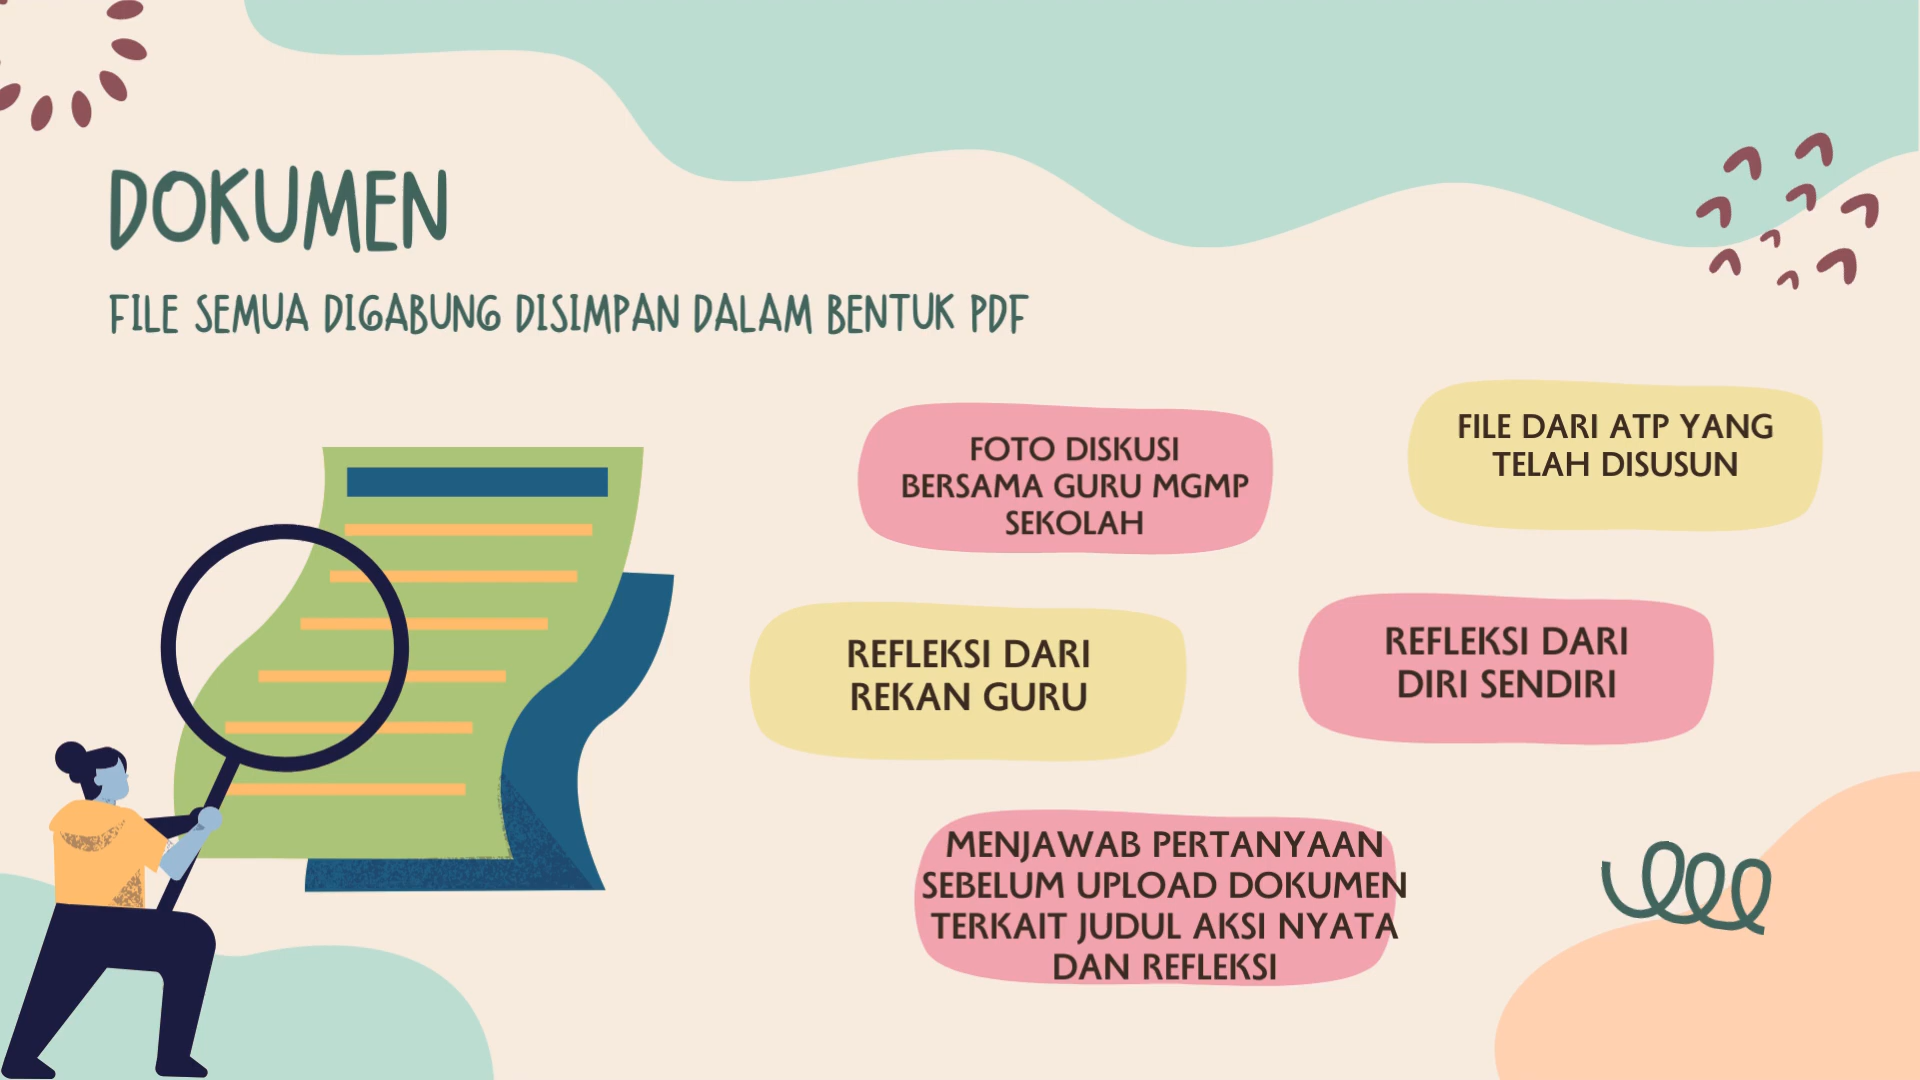 DOKUMEN
FILE SEMUA DIGABUNG DISIMPAN DALAM BENTUK PDF
FOTO DISKUSI
BERSAMA GURU MGMP
SEKOLAH
FILE DARI ATP YANG
TELAH DISUSUN
REFLEKSI DARI
REKAN GURU
REFLEKSI DARI
DIRI SENDIRI
MENJAWAB PERTANYAAN
SEBELUM UPLOAD DOKUMEN
TERKAIT JUDUL AKSI NYATA
DAN REFLEKSI